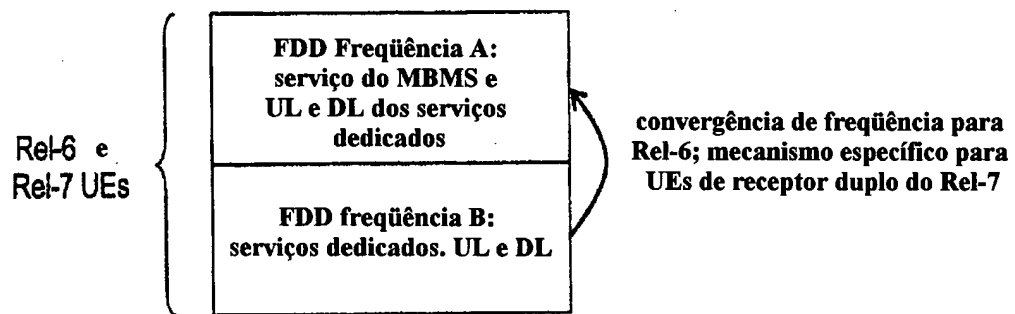 FDD Freqüência A:
serviço do MBMS e
UL e DL dos serviços
dedicados
Rel-6 e
Rel-7 UEs
convergência de freqüência para
Rel-6; mecanismo específico para
UEs de receptor duplo do Rel-7
FDD freqüência B:
serviços dedicados. UL e DL